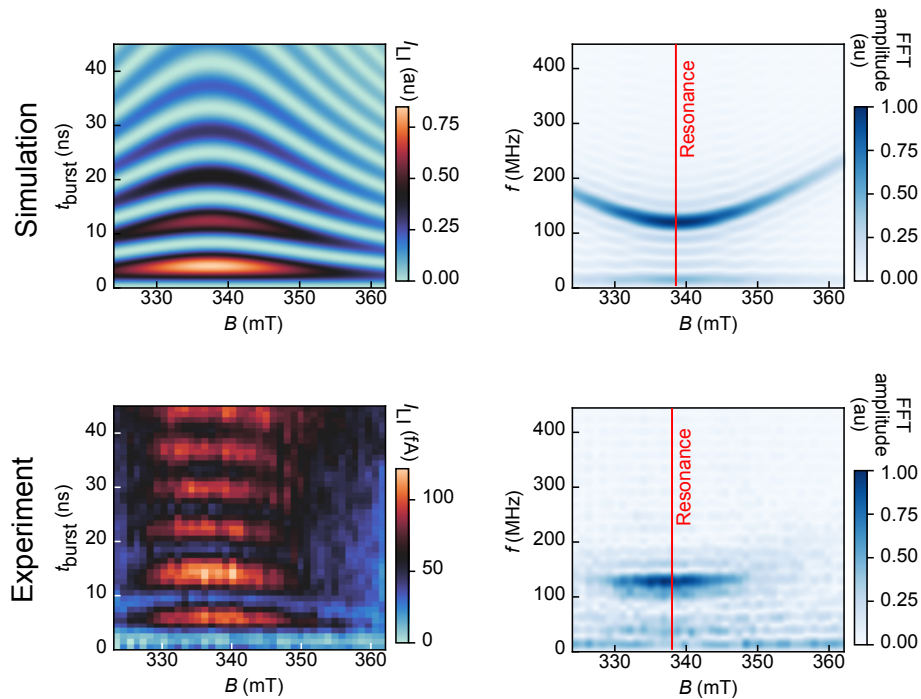 Simulation
t_burst (ns)
40
30
20
10
0
330
340
350
360
B (mT)
I_LI (au)
0.75
0.50
0.25
0.00
f (MHz)
400
300
200
100
0
Resonance
330
340
350
360
B (mT)
FFT
amplitude
(au)
1.00
0.75
0.50
0.25
0.00
Experiment
t_burst (ns)
40
30
20
10
0
330
340
350
360
B (mT)
I_LI (fA)
100
50
0
f (MHz)
400
300
200
100
0
Resonance
330
340
350
360
B (mT)
FFT
amplitude
(au)
1.00
0.75
0.50
0.25
0.00